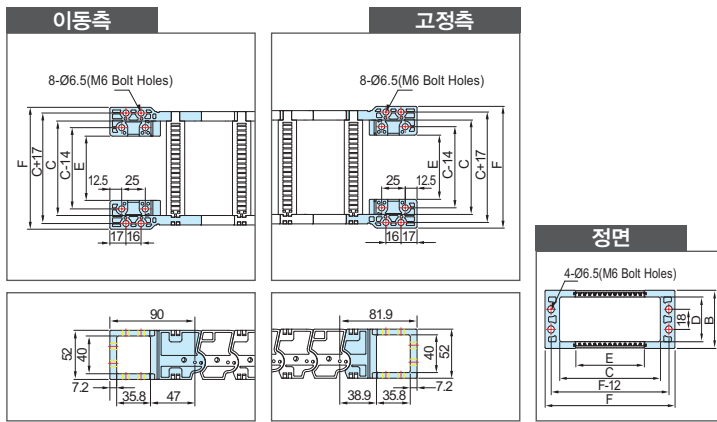 이동측
8-Ø6.5(M6 Bolt Holes)
F
C+17
C
C-14
E
12.5
25
17
16
고정측
8-Ø6.5(M6 Bolt Holes)
E
C-14
C
C+17
F
25
12.5
16
17
90
52
40
7.2
35.8
47
81.9
40
52
7.2
38.9
35.8
정면
4-Ø6.5(M6 Bolt Holes)
18
D
B
E
C
F-12
F